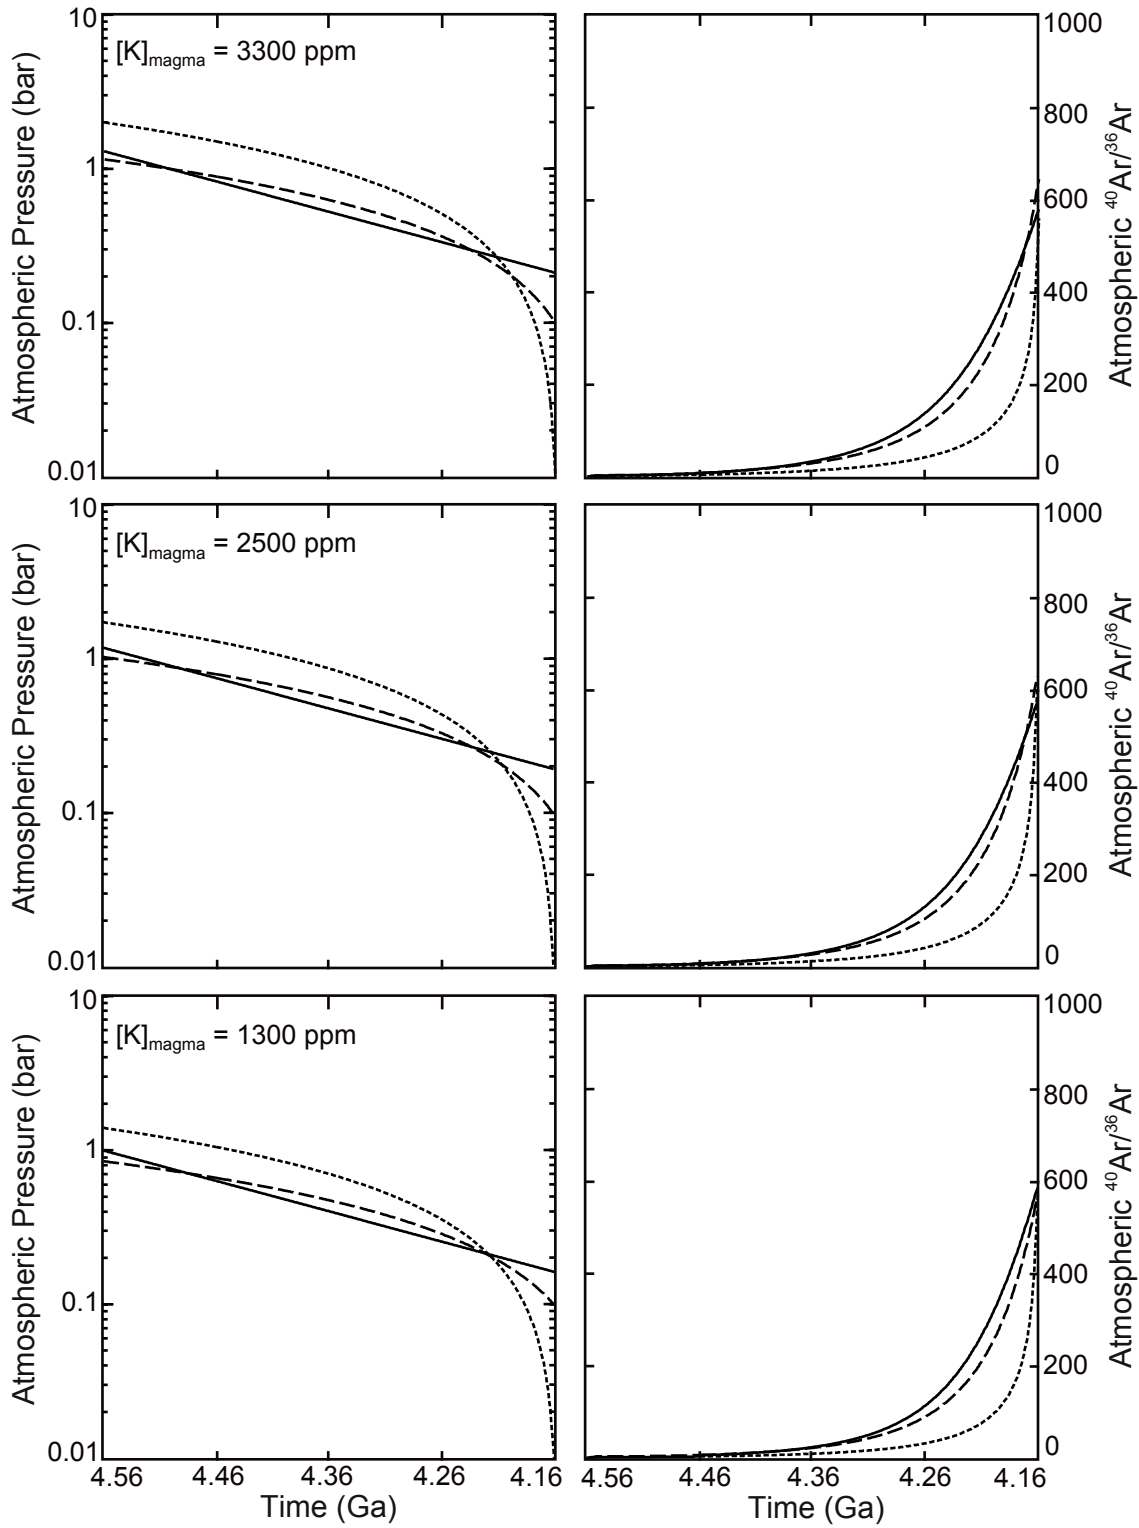 10
1
0.1
0.01
Atmospheric Pressure (bar)
[K]magma = 3300 ppm
1000
800
600
400
200
0
Atmospheric 40Ar/36Ar
10
1
0.1
0.01
Atmospheric Pressure (bar)
[K]magma = 2500 ppm
1000
800
600
400
200
0
Atmospheric 40Ar/36Ar
10
1
0.1
0.01
Atmospheric Pressure (bar)
[K]magma = 1300 ppm
1000
800
600
400
200
0
Atmospheric 40Ar/36Ar
4.56 4.46 4.36 4.26 4.16
Time (Ga)
4.56 4.46 4.36 4.26 4.16
Time (Ga)